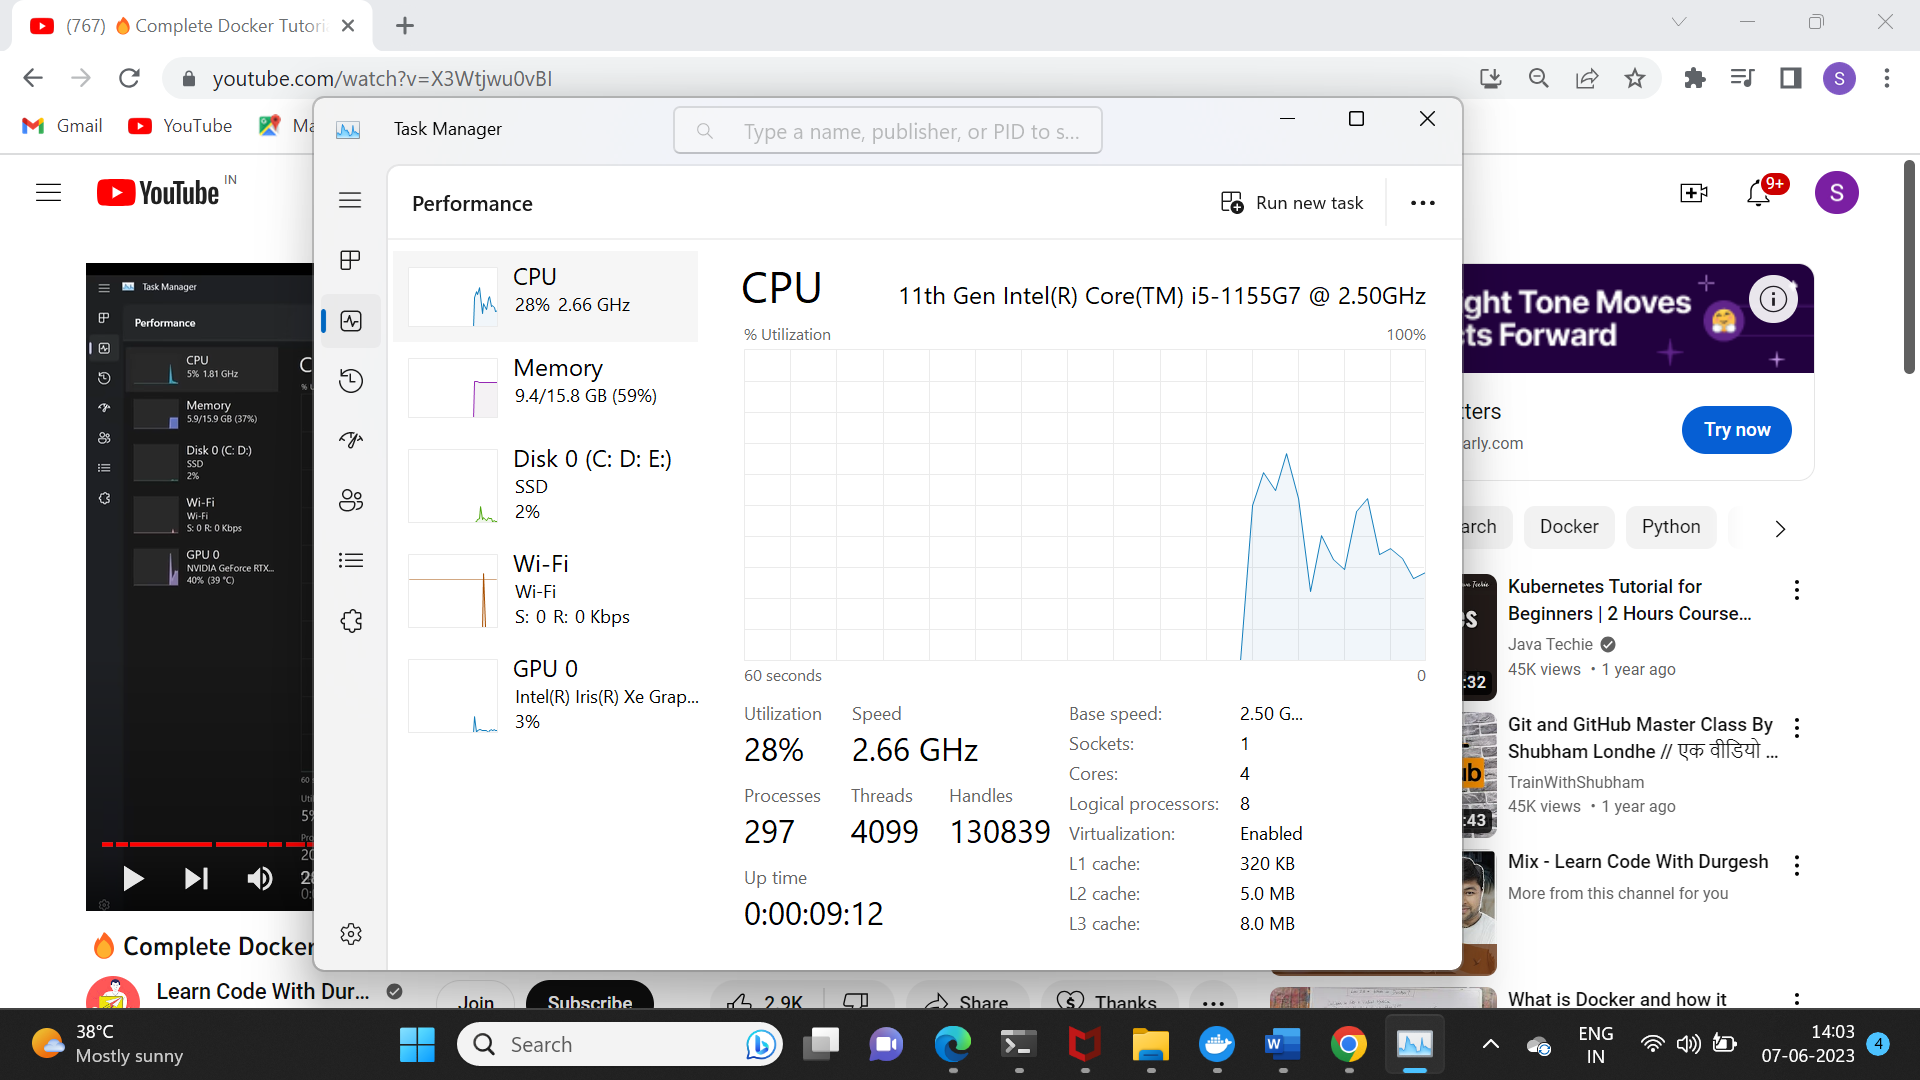 (767) 🔥 Complete Docker Tutori
youtube.com/watch?v=X3Wtjwu0vBI
S
Gmail
YouTube
Ma
Task Manager
Type a name, publisher, or PID to s...
YouTube IN
9+
S
Performance
Run new task
CPU
28% 2.66 GHz
Memory
9.4/15.8 GB (59%)
Disk 0 (C: D: E:)
SSD
2%
Wi-Fi
Wi-Fi
S: 0 R: 0 Kbps
GPU 0
Intel(R) Iris(R) Xe Grap...
3%
CPU
11th Gen Intel(R) Core(TM) i5-1155G7 @ 2.50GHz
% Utilization
100%
60 seconds
0
Utilization
28%
Speed
2.66 GHz
Processes
297
Threads
4099
Handles
130839
Up time
0:00:09:12
Base speed: 2.50 G...
Sockets: 1
Cores: 4
Logical processors: 8
Virtualization: Enabled
L1 cache: 320 KB
L2 cache: 5.0 MB
L3 cache: 8.0 MB
Task Manager
Performance
CPU
5% 1.81 GHz
Memory
5.9/15.9 GB (37%)
Disk 0 (C: D:)
SSD
2%
Wi-Fi
Wi-Fi
S: 0 R: 0 Kbps
GPU 0
NVIDIA GeForce RTX...
40% (39 °C)
🔥 Complete Docker
Learn Code With Dur...
Join
Subscribe
2.9K
Share
Thanks
ght Tone Moves
ts Forward
ters
arly.com
Try now
arch
Docker
Python
Kubernetes Tutorial for
Beginners | 2 Hours Course...
Java Techie
45K views • 1 year ago
:32
Git and GitHub Master Class By
Shubham Londhe // एक वीडियो ...
TrainWithShubham
45K views • 1 year ago
ub
:43
Mix - Learn Code With Durgesh
More from this channel for you
What is Docker and how it
38°C
Mostly sunny
Search
ENG
IN
14:03
07-06-2023
4